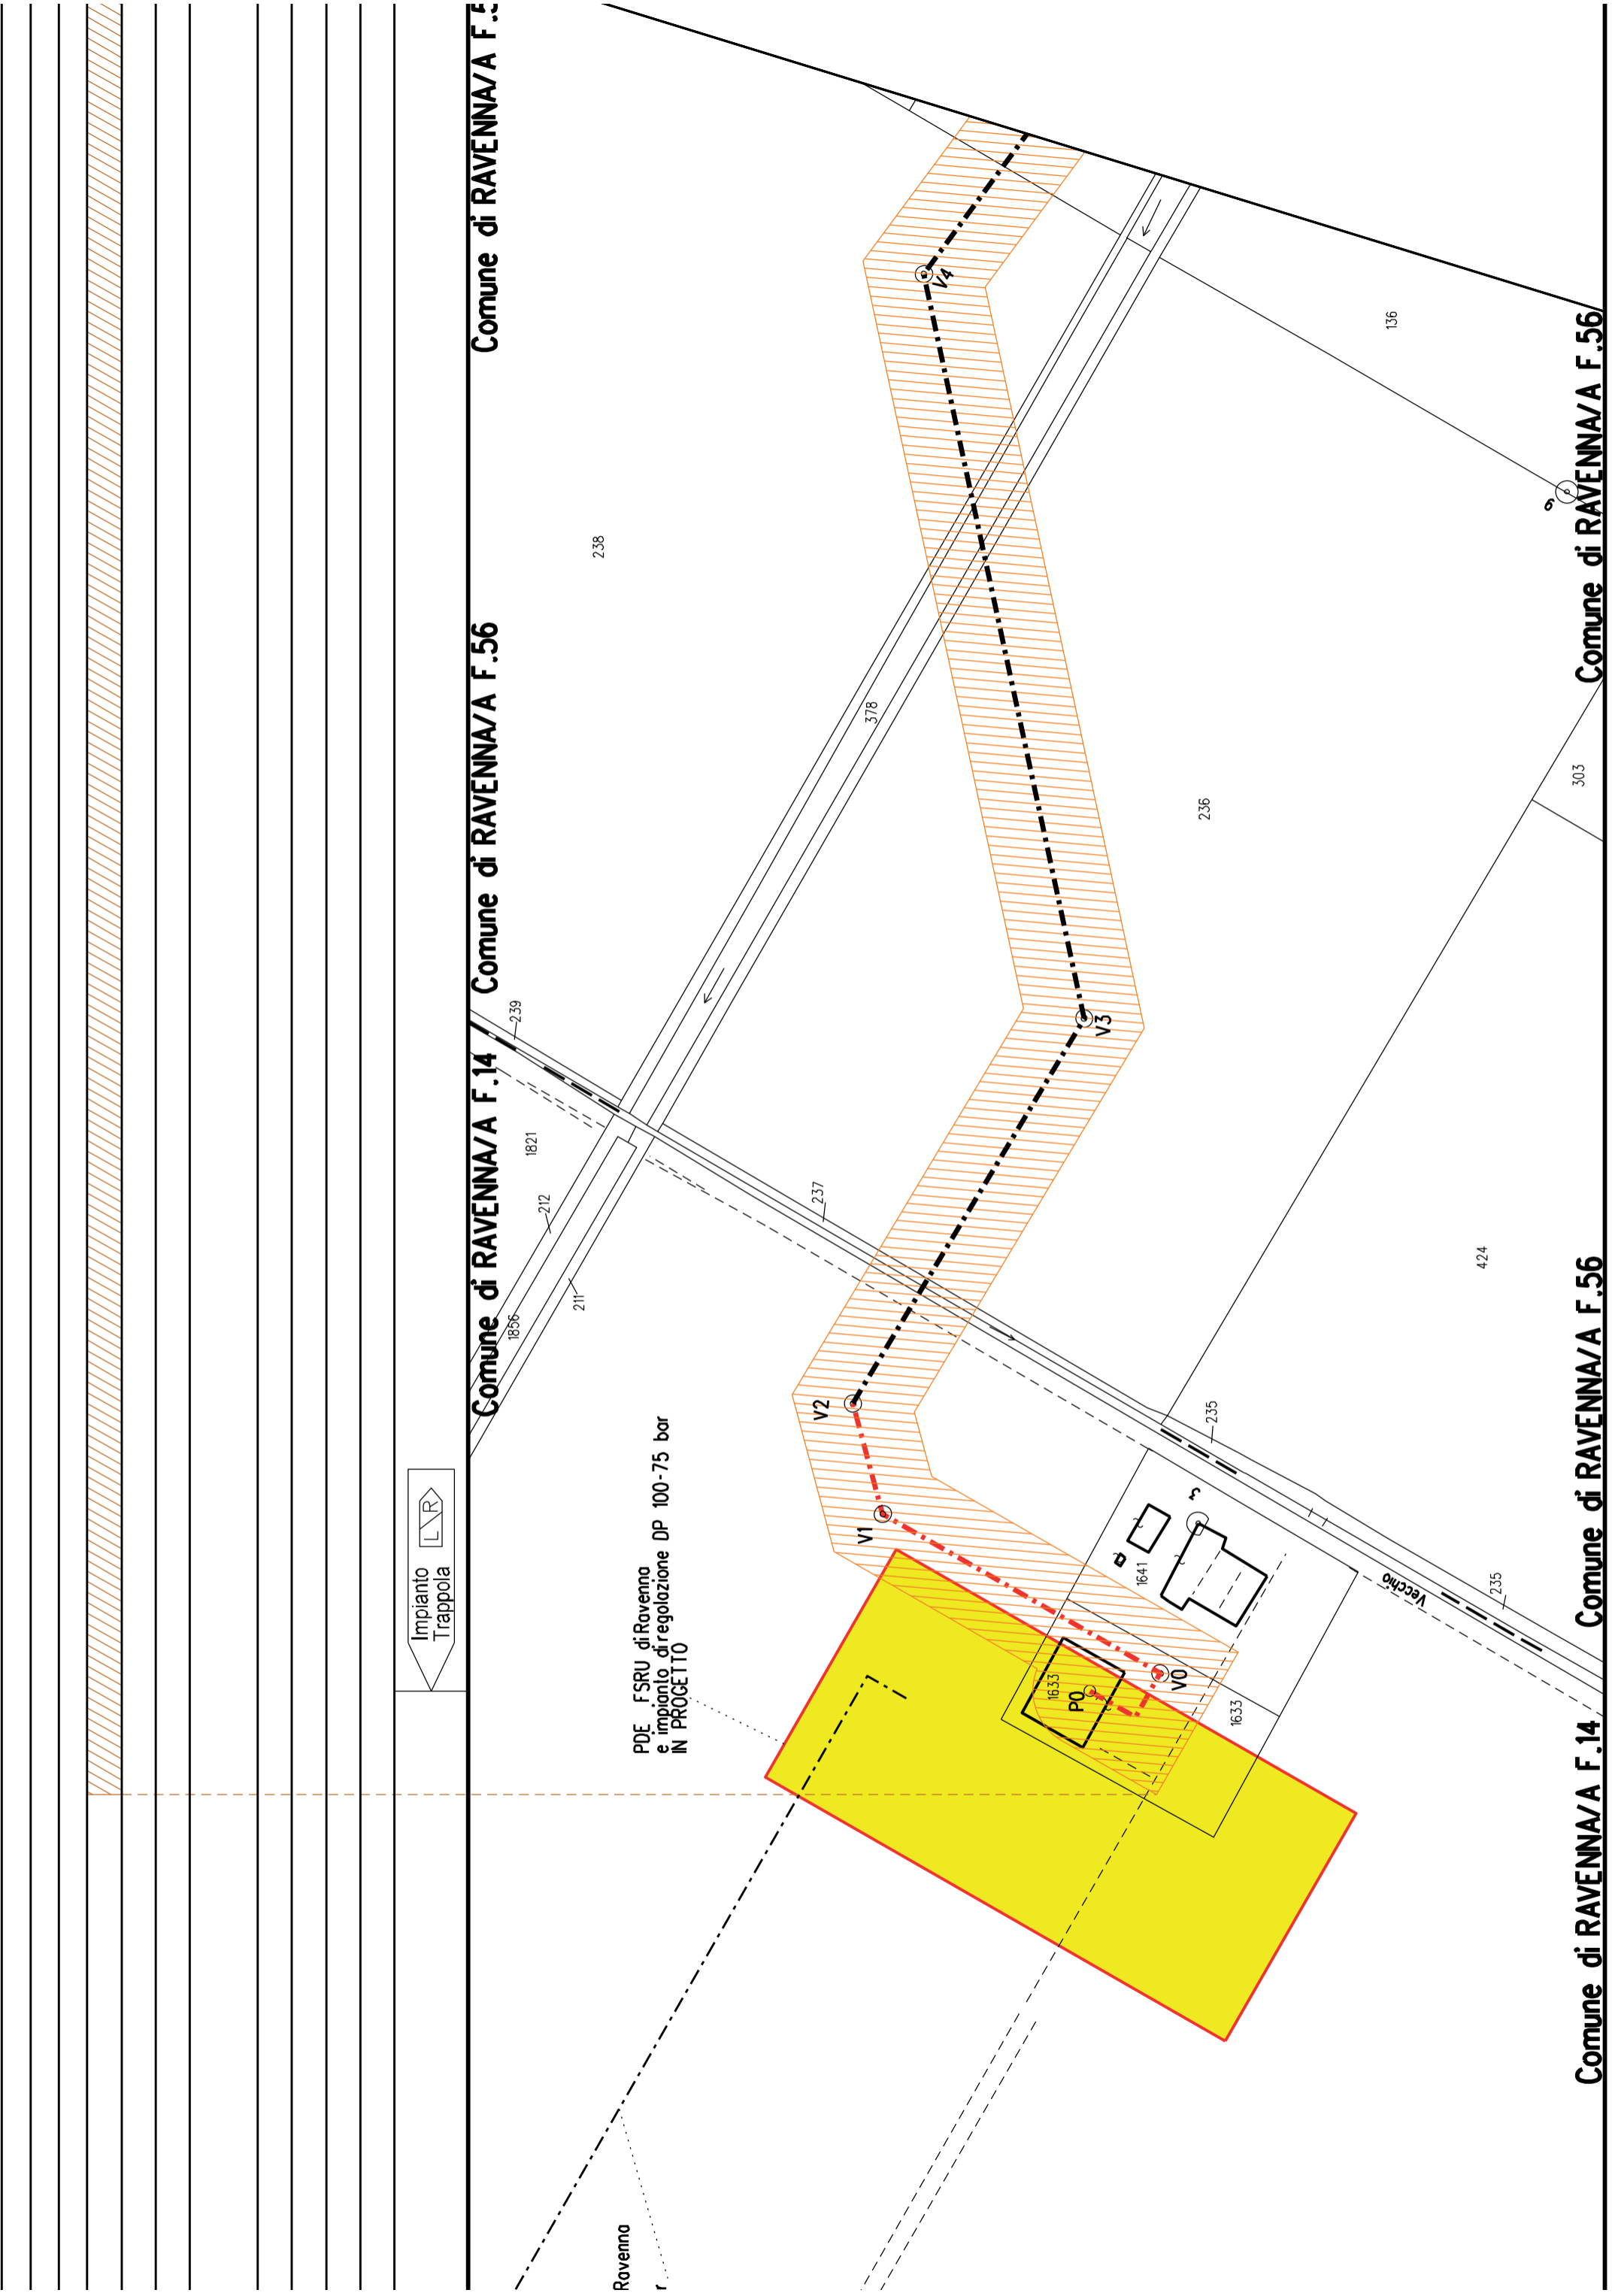 Comune di RAVENNA/A F.5
Comune di RAVENNA/A F.56
Comune di RAVENNA/A F.14
Impianto
Trappola
L
R
238
136
V4
9
Comune di RAVENNA/A F.56
378
303
236
239
V3
1821
212
237
211
1856
424
V2
235
V1
3
1641
PDE FSRU di Ravenna
e impianto di regolazione DP 100-75 bar
IN PROGETTO
Vecchio
235
Comune di RAVENNA/A F.56
1633
P0
V0
1633
Comune di RAVENNA/A F.14
Ravenna
r